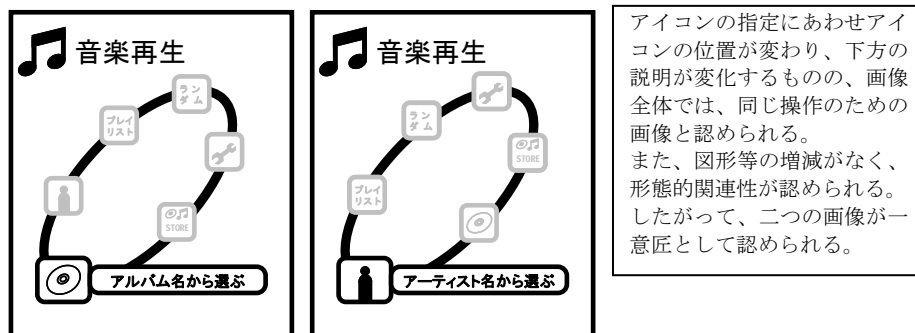 音楽再生
ラン
ダム
プレイ
リスト
STORE
アルバム名から選ぶ
音楽再生
ラン
ダム
STORE
プレイ
リスト
アーティスト名から選ぶ
アイコンの指定にあわせアイ
コンの位置が変わり、下方の
説明が変化するものの、画像
全体では、同じ操作のための
画像と認められる。
また、図形等の増減がなく、
形態的関連性が認められる。
したがって、二つの画像が一
意匠として認められる。